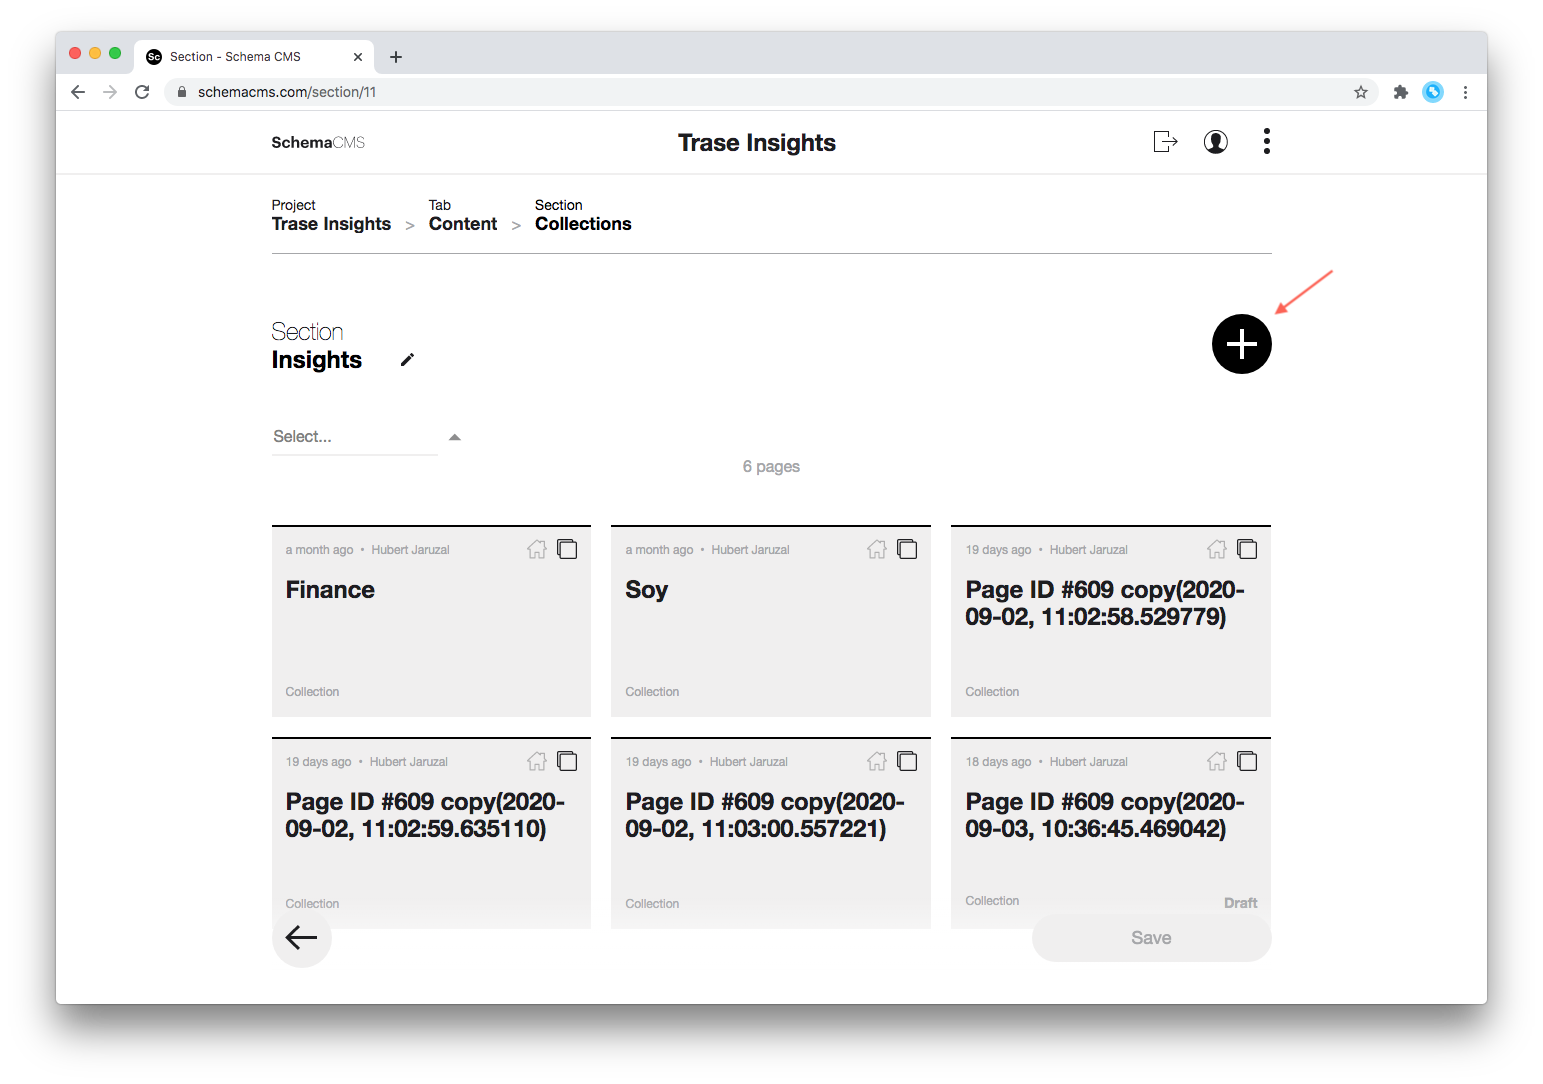 Sc Section - Schema CMS
schemacms.com/section/11
SchemaCMS
Trase Insights
Project
Trase Insights
>
Tab
Content
>
Section
Collections
Section
Insights
Select...
6 pages
a month ago • Hubert Jaruzal
Finance
Collection
a month ago • Hubert Jaruzal
Soy
Collection
19 days ago • Hubert Jaruzal
Page ID #609 copy(2020-
09-02, 11:02:58.529779)
Collection
19 days ago • Hubert Jaruzal
Page ID #609 copy(2020-
09-02, 11:02:59.635110)
Collection
19 days ago • Hubert Jaruzal
Page ID #609 copy(2020-
09-02, 11:03:00.557221)
Collection
18 days ago • Hubert Jaruzal
Page ID #609 copy(2020-
09-03, 10:36:45.469042)
Collection
Draft
Save